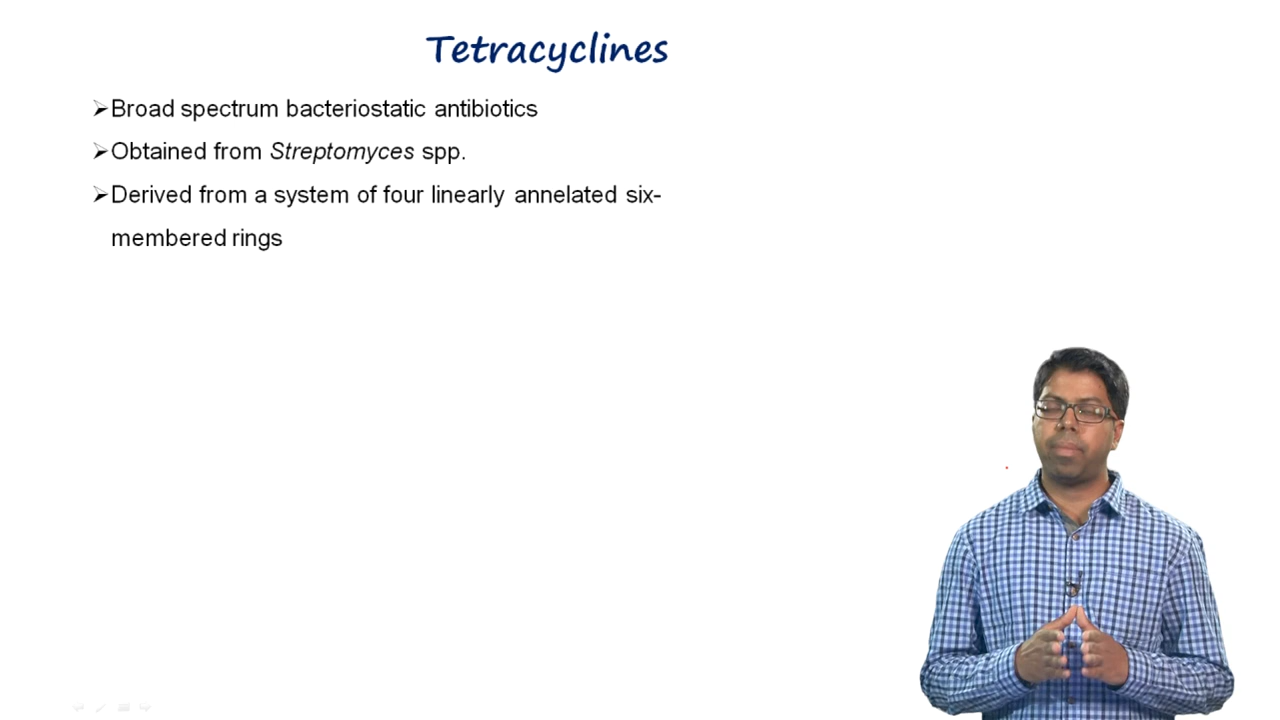 Tetracyclines
➢Broad spectrum bacteriostatic antibiotics
➢Obtained from Streptomyces spp.
➢Derived from a system of four linearly annelated six-
membered rings